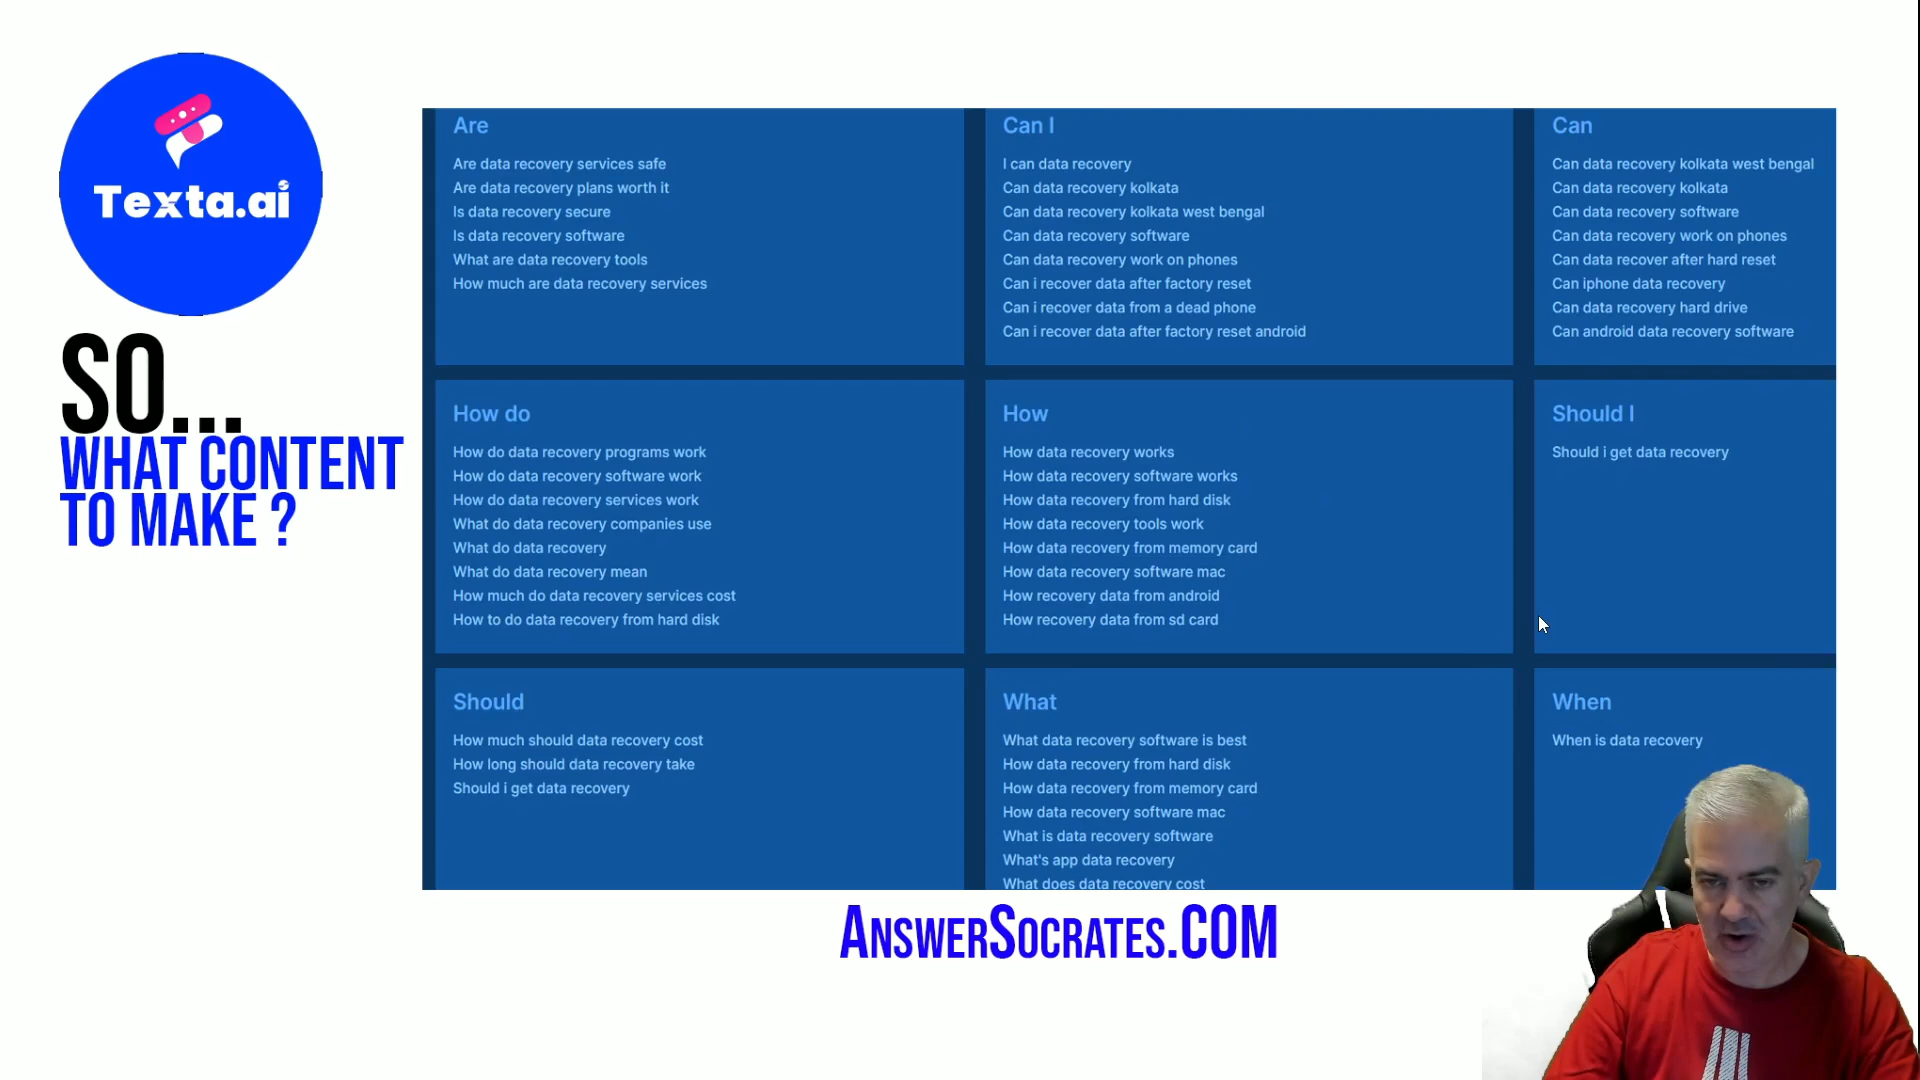 Texta.ai
SO...
WHAT CONTENT
TO MAKE ?
Are
Are data recovery services safe
Are data recovery plans worth it
Is data recovery secure
Is data recovery software
What are data recovery tools
How much are data recovery services
Can I
I can data recovery
Can data recovery kolkata
Can data recovery kolkata west bengal
Can data recovery software
Can data recovery work on phones
Can i recover data after factory reset
Can i recover data from a dead phone
Can i recover data after factory reset android
Can
Can data recovery kolkata west bengal
Can data recovery kolkata
Can data recovery software
Can data recovery work on phones
Can data recover after hard reset
Can iphone data recovery
Can data recovery hard drive
Can android data recovery software
How do
How do data recovery programs work
How do data recovery software work
How do data recovery services work
What do data recovery companies use
What do data recovery
What do data recovery mean
How much do data recovery services cost
How to do data recovery from hard disk
How
How data recovery works
How data recovery software works
How data recovery from hard disk
How data recovery tools work
How data recovery from memory card
How data recovery software mac
How recovery data from android
How recovery data from sd card
Should I
Should i get data recovery
Should
How much should data recovery cost
How long should data recovery take
Should i get data recovery
What
What data recovery software is best
How data recovery from hard disk
How data recovery from memory card
How data recovery software mac
What is data recovery software
What's app data recovery
What does data recovery cost
When
When is data recovery
AnswerSocrates.COM